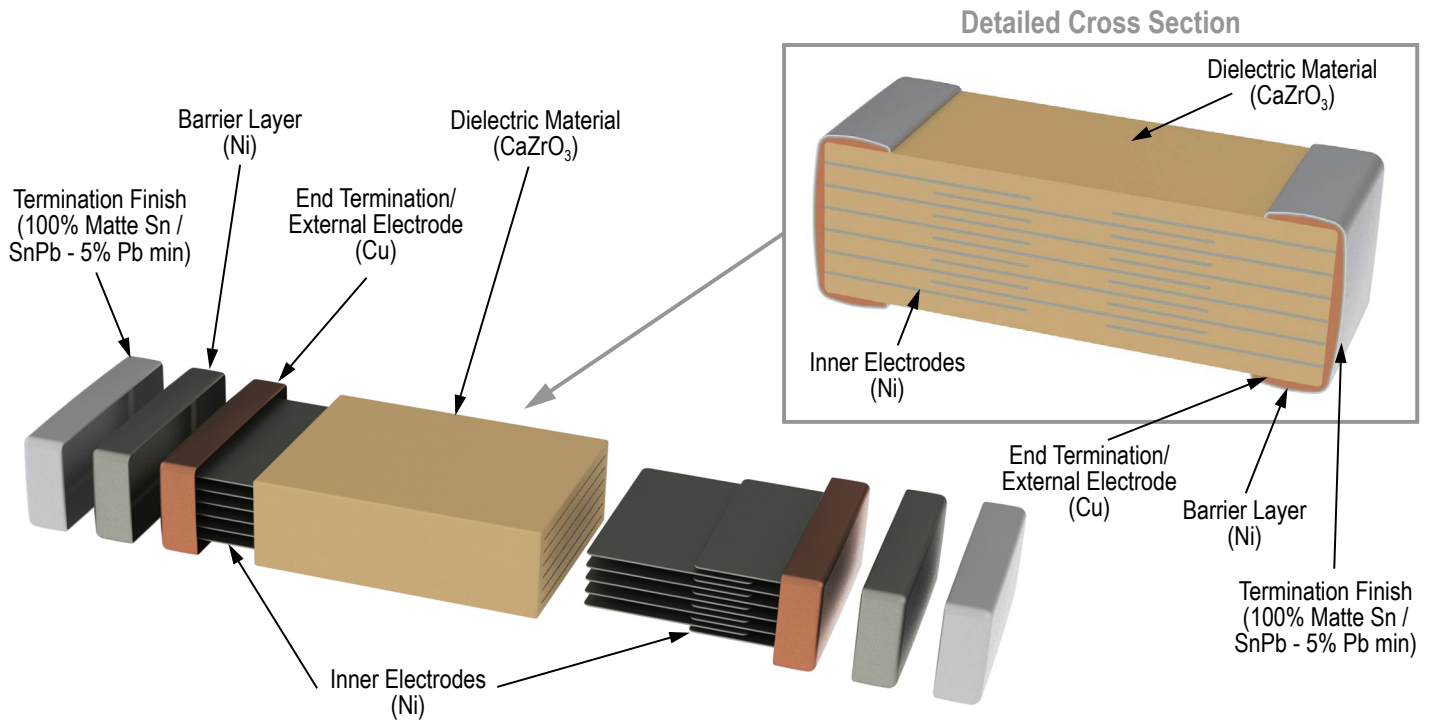 Detailed Cross Section
Barrier Layer
(Ni)
Dielectric Material
(CaZrO₃)
Termination Finish
(100% Matte Sn /
SnPb - 5% Pb min)
End Termination/
External Electrode
(Cu)
Inner Electrodes
(Ni)
Dielectric Material
(CaZrO₃)
Inner Electrodes
(Ni)
End Termination/
External Electrode
(Cu)
Barrier Layer
(Ni)
Termination Finish
(100% Matte Sn /
SnPb - 5% Pb min)